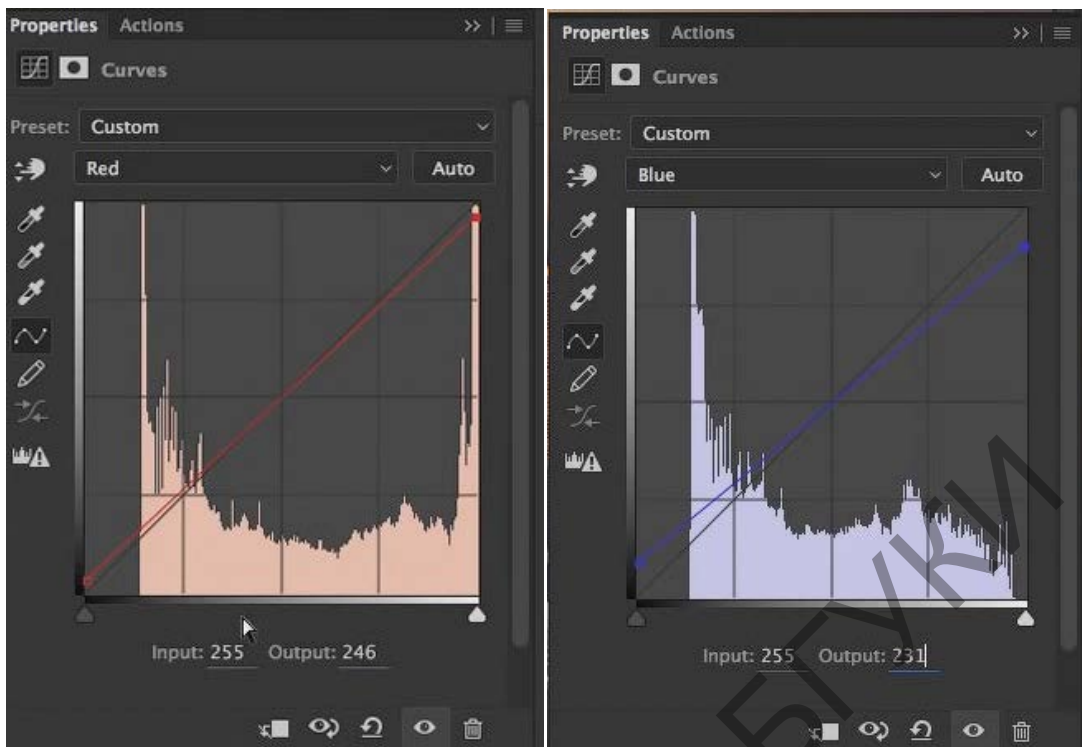 Properties Actions
Curves
Preset: Custom
Red Auto
Input: 255 Output: 246
Properties Actions
Curves
Preset: Custom
Blue Auto
Input: 255 Output: 231
БГУКИ